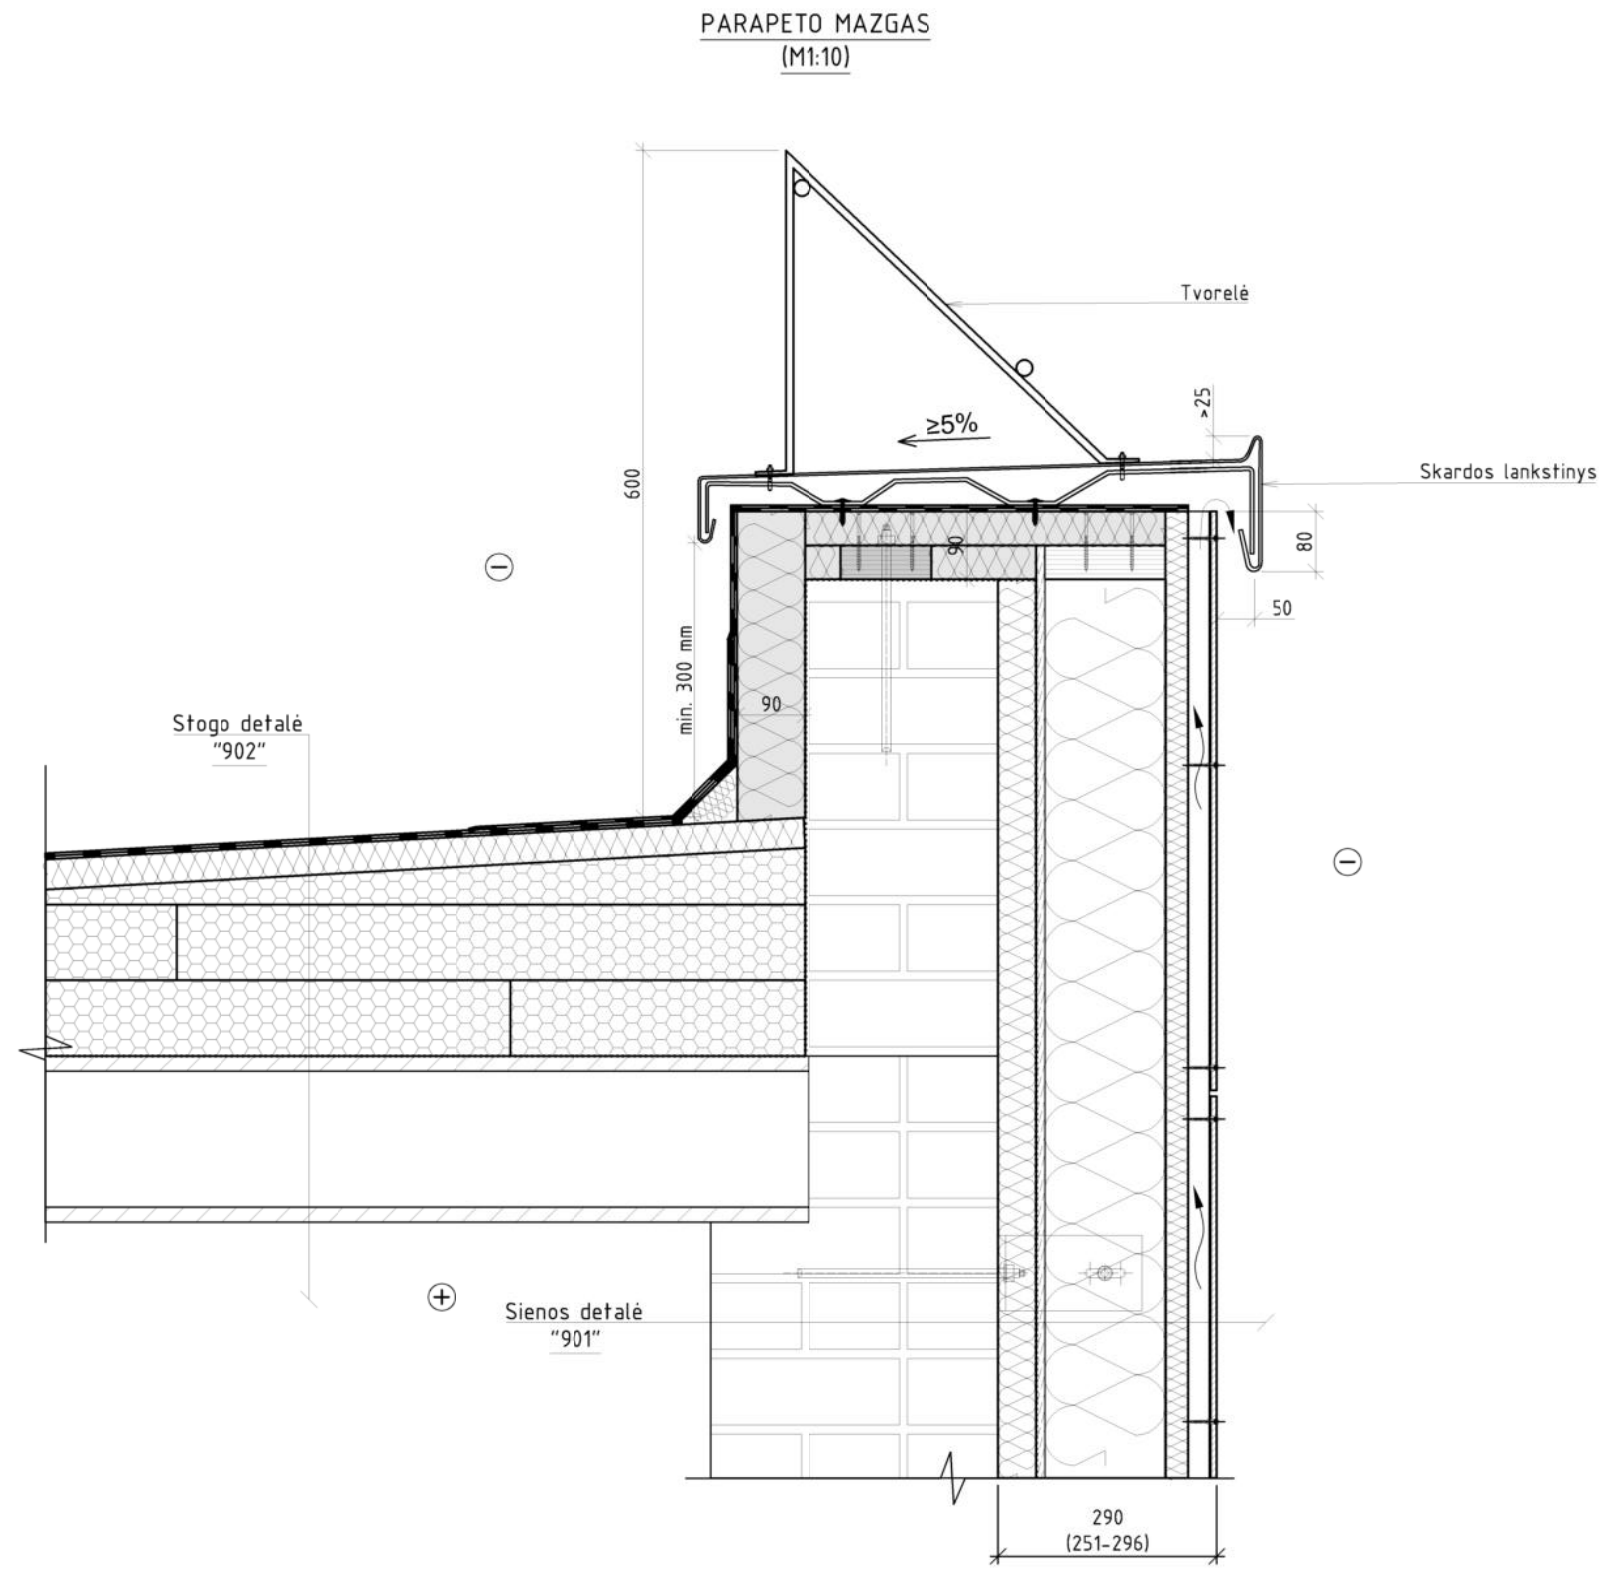 PARAPETO MAZGAS
(M1:10)
Tvorelė
>25
≥5%
600
Skardos lankstinys
80
90
50
min. 300 mm
90
Stogo detalė
"902"
Sienos detalė
"901"
290
(251-296)